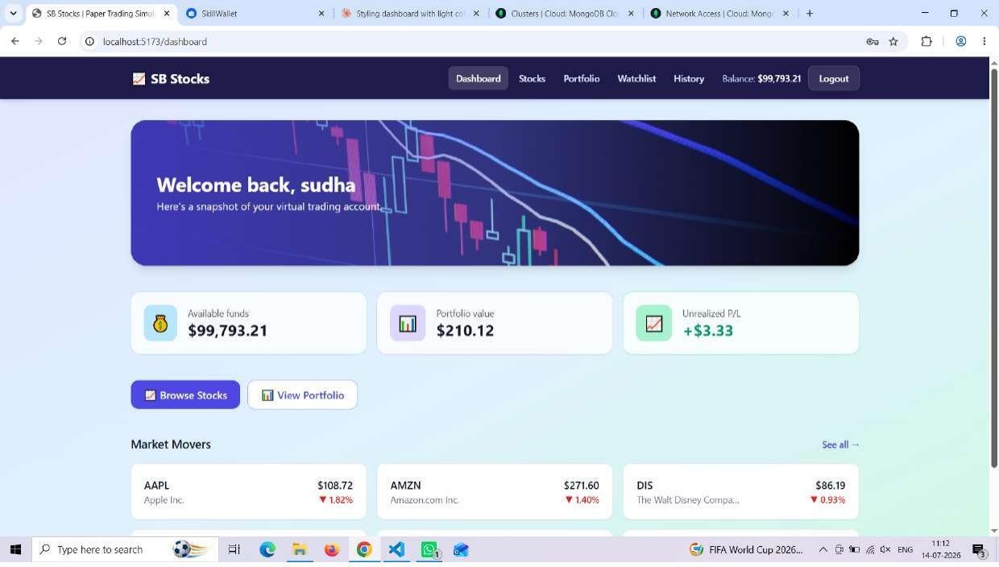 SB Stocks | Paper Trading Simul
SkillWallet
Styling dashboard with light col
Clusters | Cloud: MongoDB Clo
Network Access | Cloud: Mongo
localhost:5173/dashboard
SB Stocks
Dashboard
Stocks
Portfolio
Watchlist
History
Balance: $99,793.21
Logout
Welcome back, sudha
Here's a snapshot of your virtual trading account.
Available funds
$99,793.21
Portfolio value
$210.12
Unrealized P/L
+$3.33
Browse Stocks
View Portfolio
Market Movers
See all →
AAPL
$108.72
Apple Inc.
▼ 1.82%
AMZN
$271.60
Amazon.com Inc.
▼ 1.40%
DIS
$86.19
The Walt Disney Compa...
▼ 0.93%
Type here to search
1
FIFA World Cup 2026...
ENG
11:12
14-07-2026
3